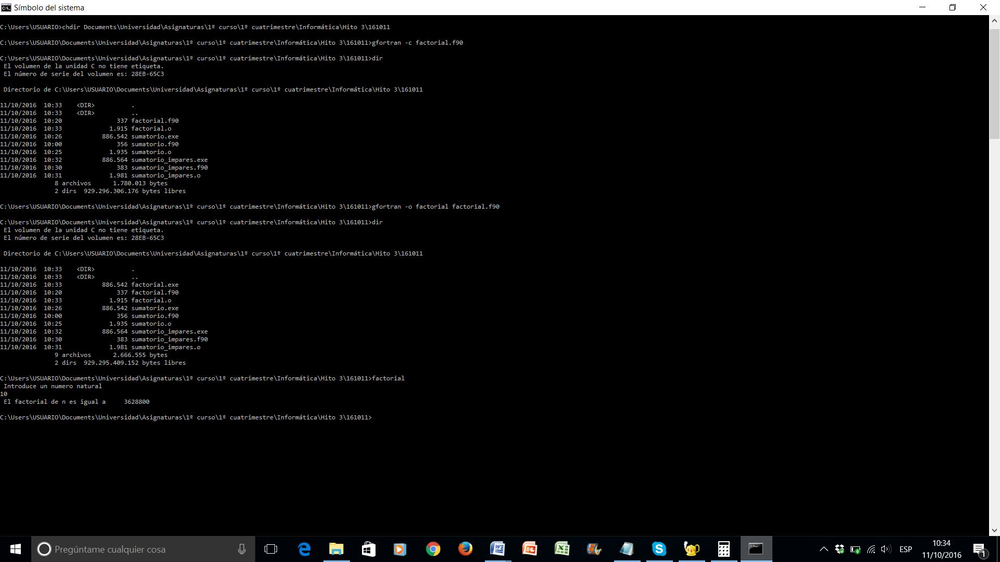 Símbolo del sistema
C:\Users\USUARIO>chdir Documents\Universidad\Asignaturas\1º curso\1º cuatrimestre\Informática\Hito 3\161011
C:\Users\USUARIO\Documents\Universidad\Asignaturas\1º curso\1º cuatrimestre\Informática\Hito 3\161011>gfortran -c factorial.f90
C:\Users\USUARIO\Documents\Universidad\Asignaturas\1º curso\1º cuatrimestre\Informática\Hito 3\161011>dir
El volumen de la unidad C no tiene etiqueta.
El número de serie del volumen es: 28EB-65C3
Directorio de C:\Users\USUARIO\Documents\Universidad\Asignaturas\1º curso\1º cuatrimestre\Informática\Hito 3\161011
11/10/2016  10:33    <DIR>          .
11/10/2016  10:33    <DIR>          ..
11/10/2016  10:20               337 factorial.f90
11/10/2016  10:33             1.915 factorial.o
11/10/2016  10:26           886.542 sumatorio.exe
11/10/2016  10:00               356 sumatorio.f90
11/10/2016  10:25             1.935 sumatorio.o
11/10/2016  10:32           886.564 sumatorio_impares.exe
11/10/2016  10:30               383 sumatorio_impares.f90
11/10/2016  10:31             1.981 sumatorio_impares.o
8 archivos      1.780.013 bytes
2 dirs  929.296.306.176 bytes libres
C:\Users\USUARIO\Documents\Universidad\Asignaturas\1º curso\1º cuatrimestre\Informática\Hito 3\161011>gfortran -o factorial factorial.f90
C:\Users\USUARIO\Documents\Universidad\Asignaturas\1º curso\1º cuatrimestre\Informática\Hito 3\161011>dir
El volumen de la unidad C no tiene etiqueta.
El número de serie del volumen es: 28EB-65C3
Directorio de C:\Users\USUARIO\Documents\Universidad\Asignaturas\1º curso\1º cuatrimestre\Informática\Hito 3\161011
11/10/2016  10:33    <DIR>          .
11/10/2016  10:33    <DIR>          ..
11/10/2016  10:33           886.542 factorial.exe
11/10/2016  10:20               337 factorial.f90
11/10/2016  10:33             1.915 factorial.o
11/10/2016  10:26           886.542 sumatorio.exe
11/10/2016  10:00               356 sumatorio.f90
11/10/2016  10:25             1.935 sumatorio.o
11/10/2016  10:32           886.564 sumatorio_impares.exe
11/10/2016  10:30               383 sumatorio_impares.f90
11/10/2016  10:31             1.981 sumatorio_impares.o
9 archivos      2.666.555 bytes
2 dirs  929.295.409.152 bytes libres
C:\Users\USUARIO\Documents\Universidad\Asignaturas\1º curso\1º cuatrimestre\Informática\Hito 3\161011>factorial
Introduce un numero natural
10
El factorial de n es igual a     3628800
C:\Users\USUARIO\Documents\Universidad\Asignaturas\1º curso\1º cuatrimestre\Informática\Hito 3\161011>
Pregúntame cualquier cosa
ESP
10:34
11/10/2016
1